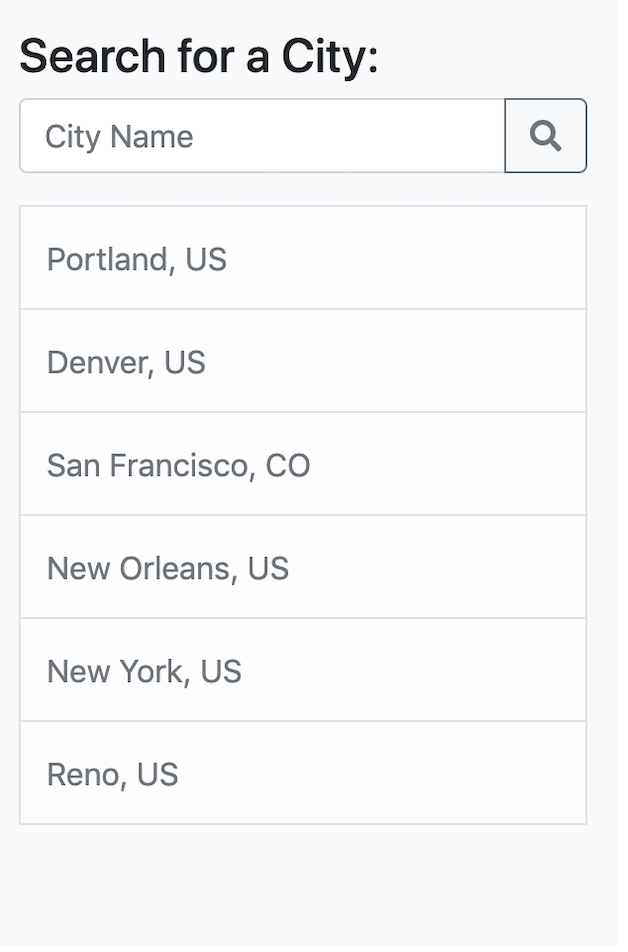 Search for a City:
City Name
Portland, US
Denver, US
San Francisco, CO
New Orleans, US
New York, US
Reno, US